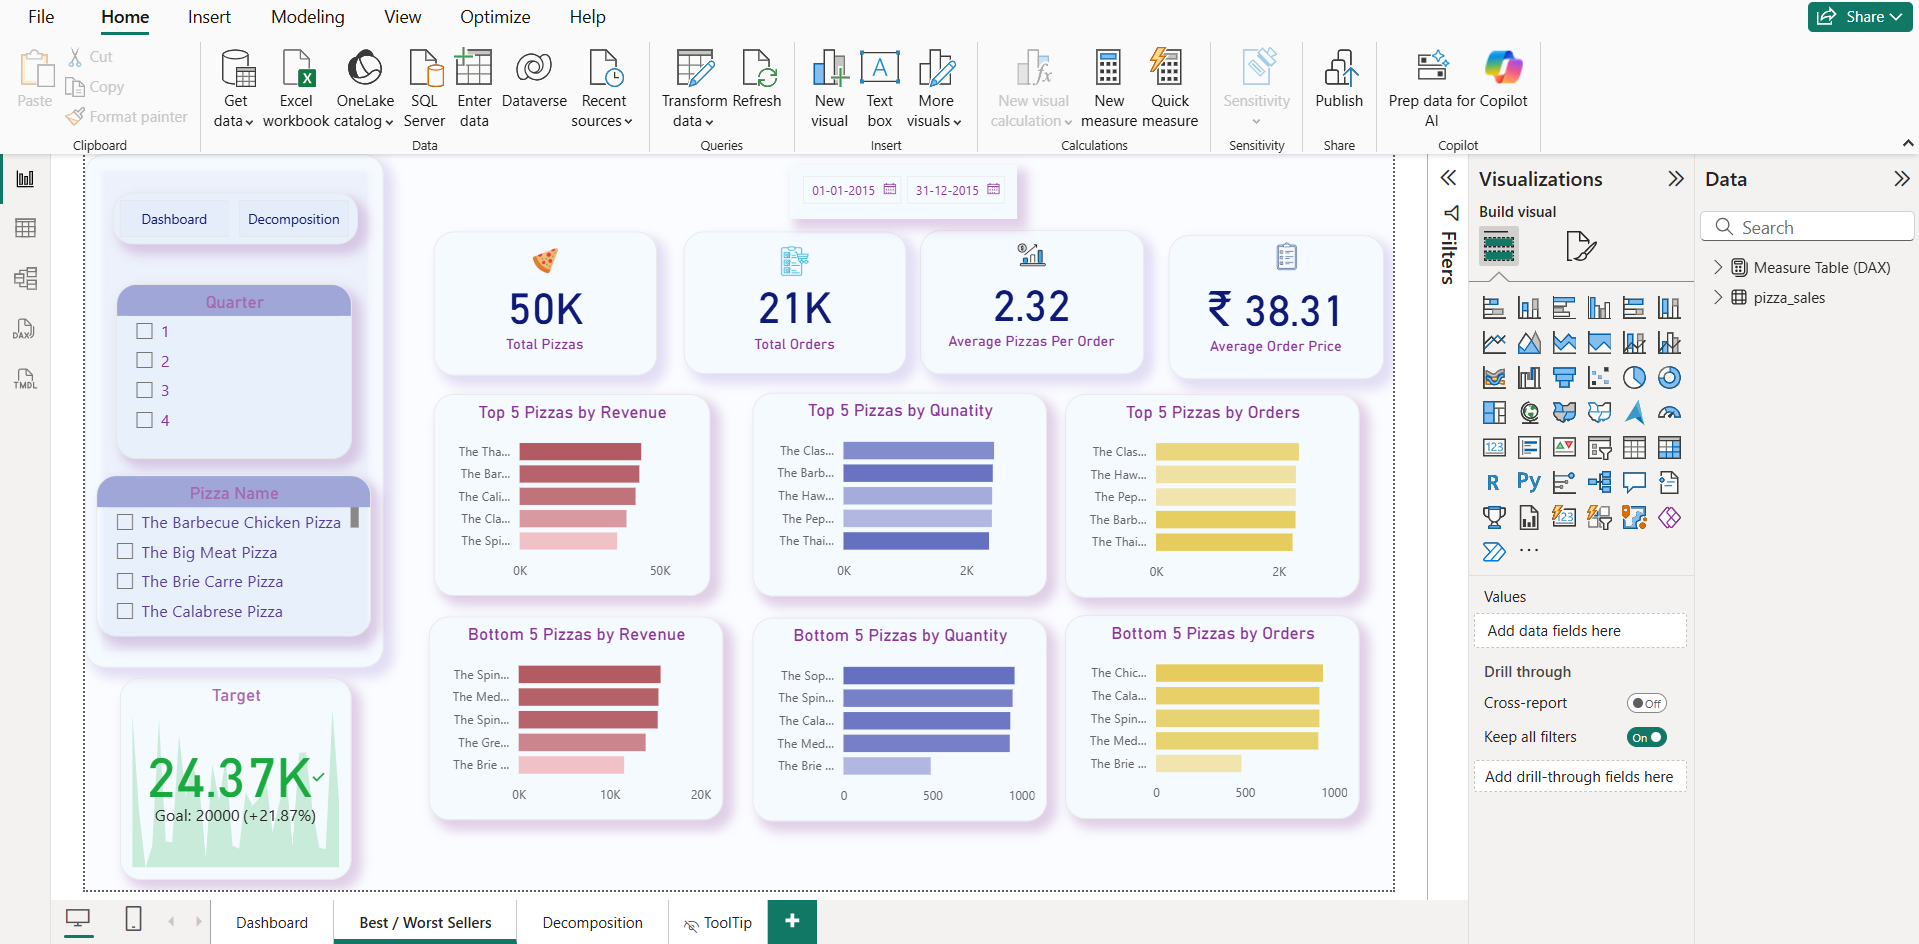 File Home Insert Modeling View Optimize Help
Share
Paste
Cut
Copy
Format painter
Clipboard
Get data
Excel workbook
OneLake catalog
SQL Server
Enter data
Dataverse
Recent sources
Data
Transform data
Refresh
Queries
New visual
Text box
More visuals
Insert
New visual calculation
New measure
Quick measure
Calculations
Sensitivity
Sensitivity
Publish
Share
Prep data for AI
Copilot
Copilot
DAX
TMDL
Dashboard
Decomposition
Quarter
1
2
3
4
Pizza Name
The Barbecue Chicken Pizza
The Big Meat Pizza
The Brie Carre Pizza
The Calabrese Pizza
Target
24.37K
Goal: 20000 (+21.87%)
01-01-2015
31-12-2015
50K
Total Pizzas
21K
Total Orders
2.32
Average Pizzas Per Order
₹ 38.31
Average Order Price
Top 5 Pizzas by Revenue
The Tha...
The Bar...
The Cali...
The Cla...
The Spi...
0K 50K
Top 5 Pizzas by Qunatity
The Clas...
The Barb...
The Haw...
The Pep...
The Thai...
0K 2K
Top 5 Pizzas by Orders
The Clas...
The Haw...
The Pep...
The Barb...
The Thai...
0K 2K
Bottom 5 Pizzas by Revenue
The Spin...
The Med...
The Spin...
The Gre...
The Brie ...
0K 10K 20K
Bottom 5 Pizzas by Quantity
The Sop...
The Spin...
The Cala...
The Med...
The Brie ...
0 500 1000
Bottom 5 Pizzas by Orders
The Chic...
The Cala...
The Spin...
The Med...
The Brie ...
0 500 1000
Filters
Visualizations
Build visual
123
R
Py
123
Values
Add data fields here
Drill through
Cross-report
Off
Keep all filters
On
Add drill-through fields here
Data
Search
Measure Table (DAX)
pizza_sales
Dashboard
Best / Worst Sellers
Decomposition
ToolTip